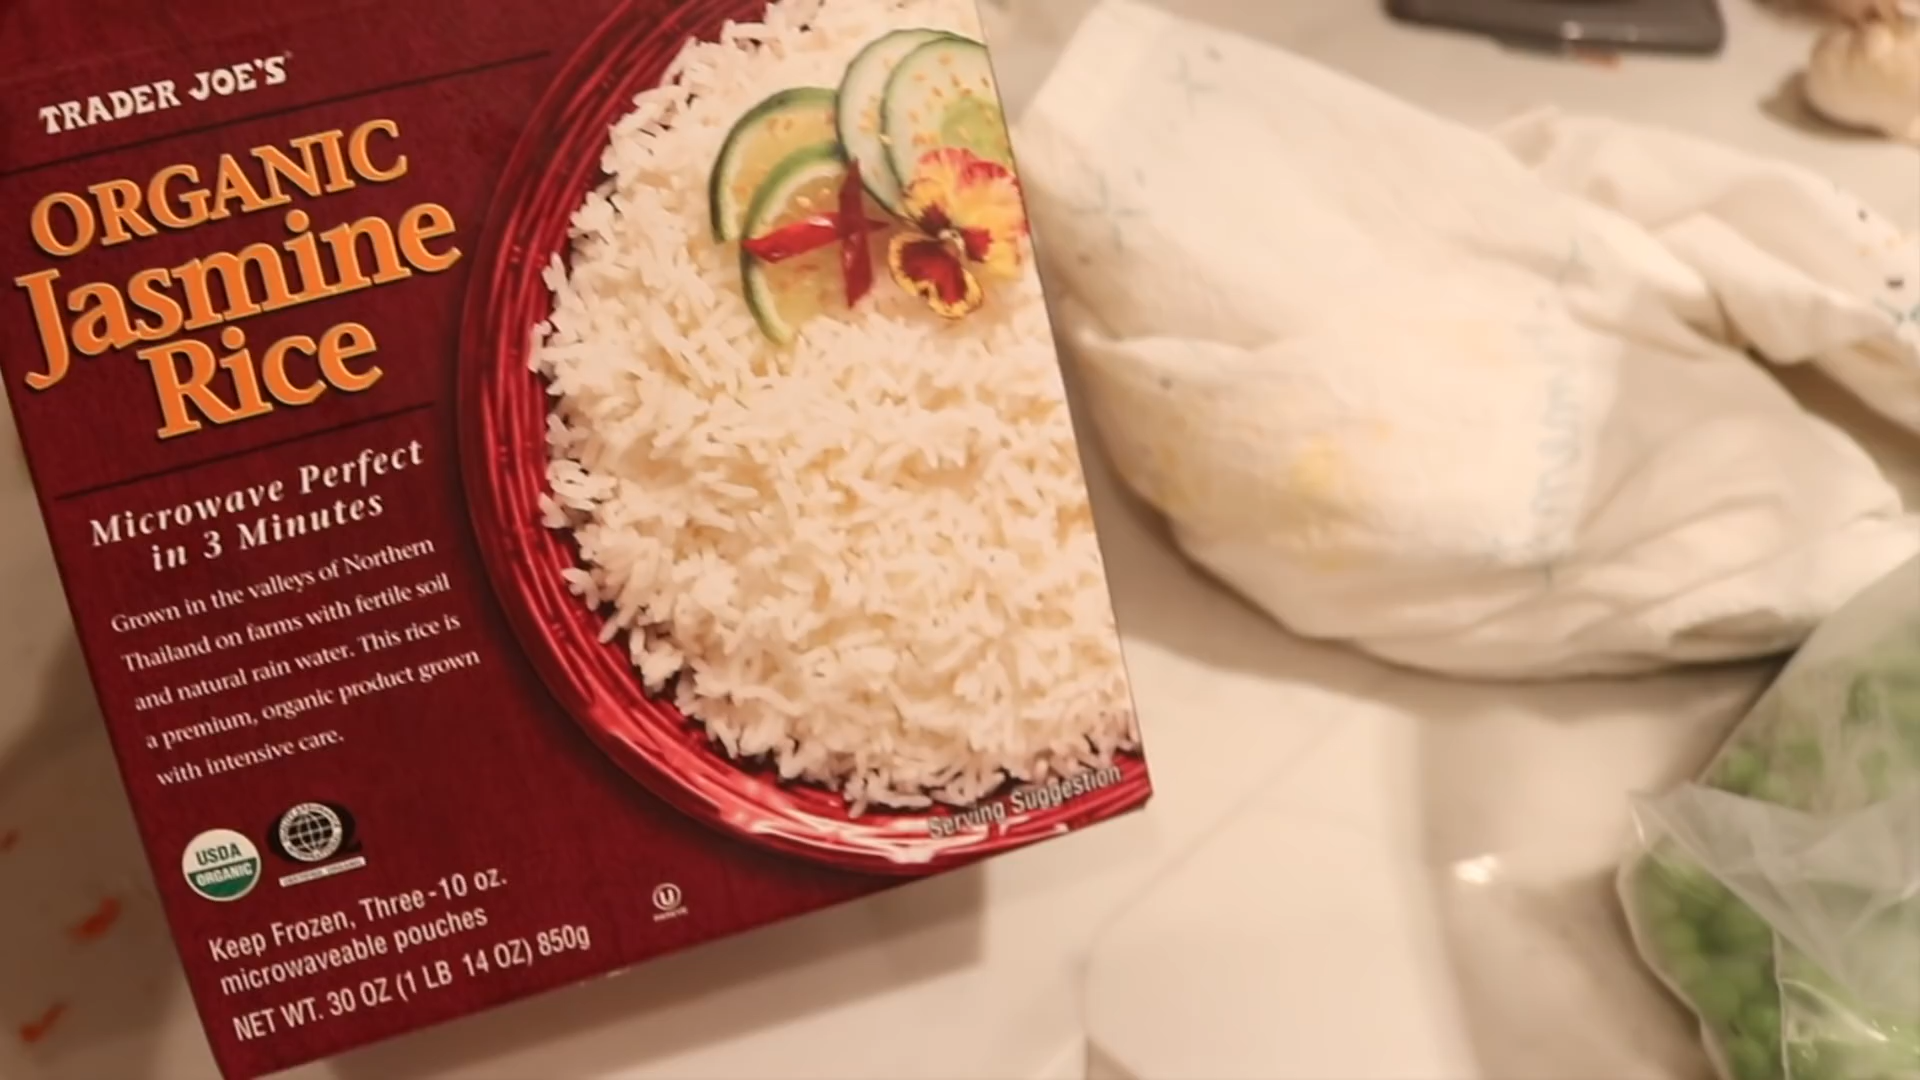 TRADER JOE'S
ORGANIC
Jasmine
Rice
Microwave Perfect
in 3 Minutes
Grown in the valleys of Northern
Thailand on farms with fertile soil
and natural rain water. This rice is
a premium, organic product grown
with intensive care.
Serving Suggestion
USDA
ORGANIC
Keep Frozen, Three-10 oz.
microwaveable pouches
NET WT. 30 OZ (1 LB 14 OZ) 850g
U